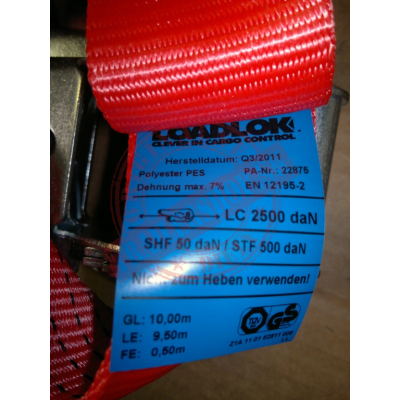 LOADLOK
CLEVER IN CARGO CONTROL
Herstelldatum: Q3/2011
Polyester PES PA-Nr.: 22875
Dehnung max. 7% EN 12195-2
LC 2500 daN
SHF 50 daN / STF 500 daN
Nicht zum Heben verwenden!
GL: 10,00m
LE: 9,50m
FE: 0,50m
TÜV GS